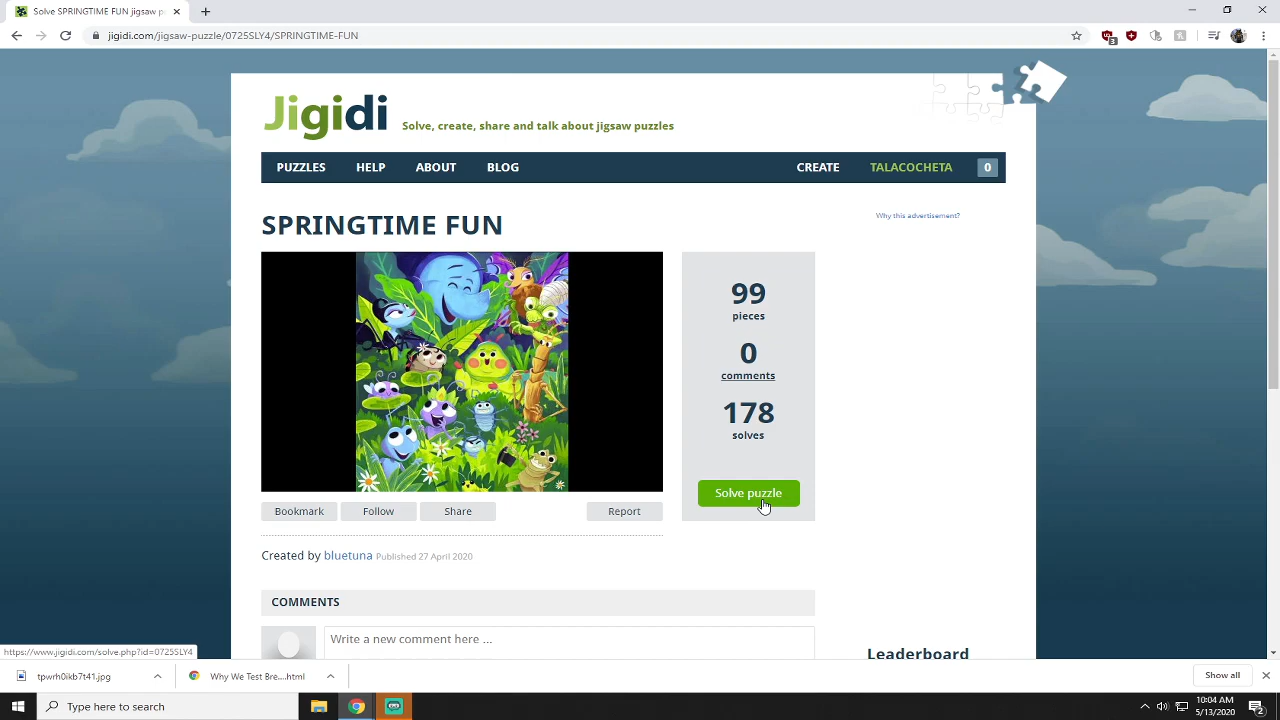 Solve SPRINGTIME FUN jigsaw p
jigidi.com/jigsaw-puzzle/0725SLY4/SPRINGTIME-FUN
3
Jigidi
Solve, create, share and talk about jigsaw puzzles
PUZZLES HELP ABOUT BLOG CREATE TALACOCHETA 0
SPRINGTIME FUN
Why this advertisement?
99
pieces
0
comments
178
solves
Solve puzzle
Bookmark Follow Share Report
Created by bluetuna Published 27 April 2020
COMMENTS
Write a new comment here ...
Leaderboard
https://www.jigidi.com/solve.php?id=0725SLY4
tpwrh0ikb7t41.jpg Why We Test Bre....html Show all
Type here to search
10:04 AM
5/13/2020
2